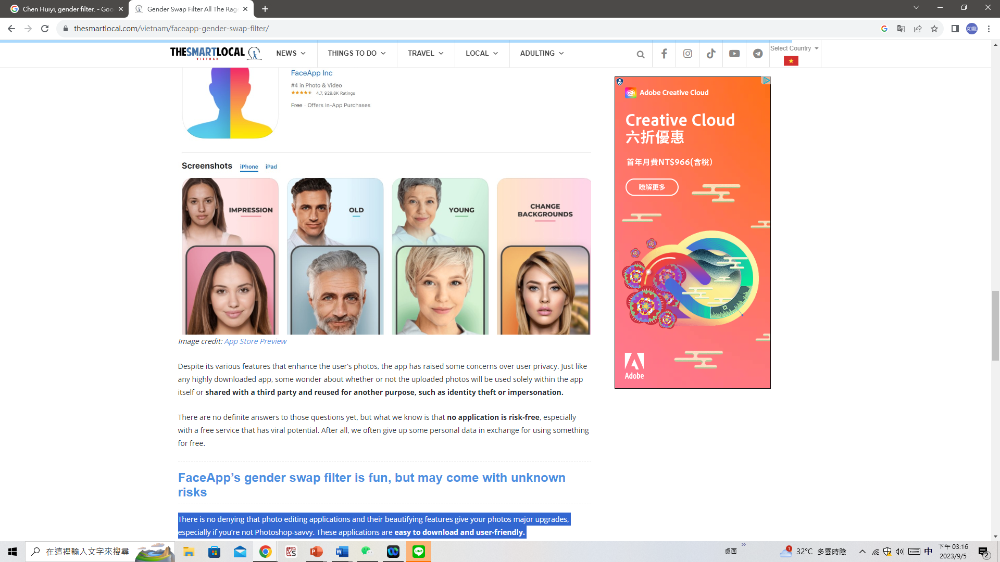 Chen Huiyi, gender filter. - Goo
Gender Swap Filter All The Rag
thesmartlocal.com/vietnam/faceapp-gender-swap-filter/
如龍
THESMARTLOCAL
VIETNAM
NEWS
THINGS TO DO
TRAVEL
LOCAL
ADULTING
Select Country
FaceApp Inc
#4 in Photo & Video
★★★★★ 4.7, 929.8K Ratings
Free · Offers In-App Purchases
Screenshots iPhone iPad
IMPRESSION
OLD
YOUNG
CHANGE
BACKGROUNDS
Image credit: App Store Preview
Despite its various features that enhance the user’s photos, the app has raised some concerns over user privacy. Just like
any highly downloaded app, some wonder about whether or not the uploaded photos will be used solely within the app
itself or shared with a third party and reused for another purpose, such as identity theft or impersonation.
There are no definite answers to those questions yet, but what we know is that no application is risk-free, especially
with a free service that has viral potential. After all, we often give up some personal data in exchange for using something
for free.
FaceApp’s gender swap filter is fun, but may come with unknown
risks
There is no denying that photo editing applications and their beautifying features give your photos major upgrades,
especially if you’re not Photoshop-savvy. These applications are easy to download and user-friendly.
Adobe Creative Cloud
Creative Cloud
六折優惠
首年月費NT$966(含稅)
瞭解更多
Adobe
在這裡輸入文字來搜尋
LINE
桌面
1
32°C 多雲時陰
中
下午 03:16
2023/9/5
2